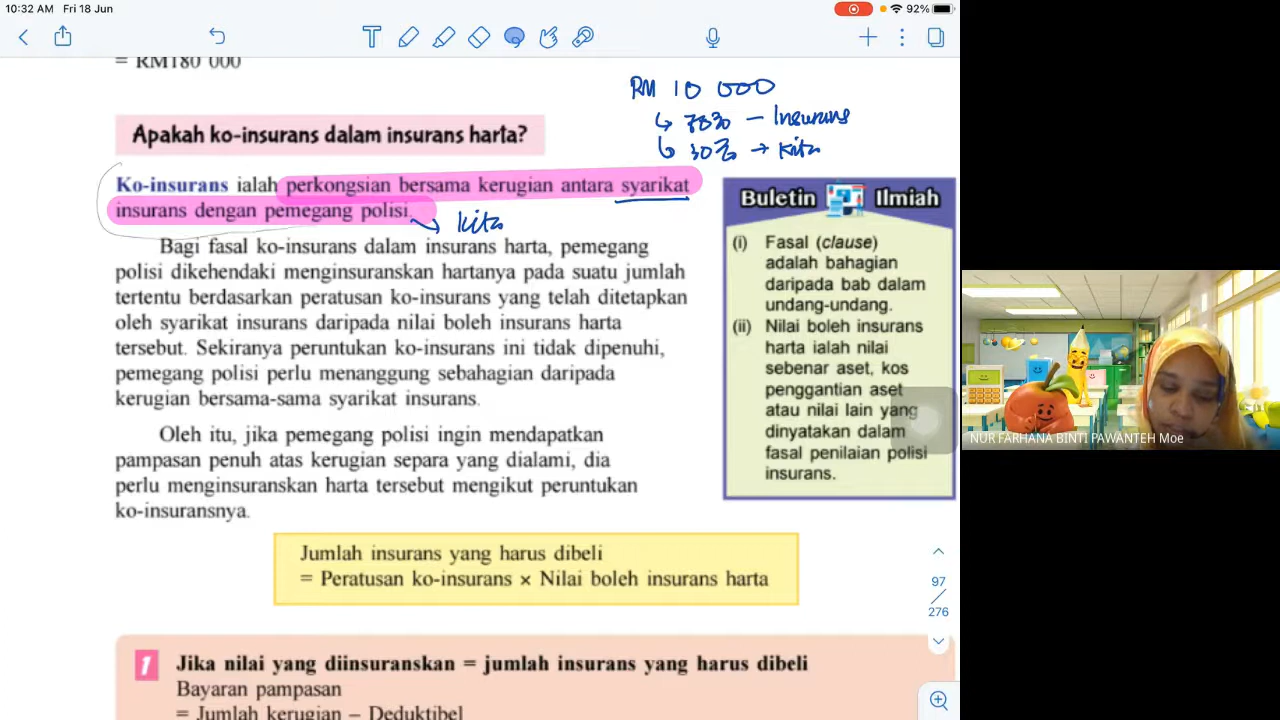 10:32 AM Fri 18 Jun
92%
= RM180 000
RM 10 000
↳ 70% – Insurans
↳ 30% → Kita
Apakah ko-insurans dalam insurans harta?
Ko-insurans ialah perkongsian bersama kerugian antara syarikat
insurans dengan pemegang polisi
kita
Bagi fasal ko-insurans dalam insurans harta, pemegang
polisi dikehendaki menginsuranskan hartanya pada suatu jumlah
tertentu berdasarkan peratusan ko-insurans yang telah ditetapkan
oleh syarikat insurans daripada nilai boleh insurans harta
tersebut. Sekiranya peruntukan ko-insurans ini tidak dipenuhi,
pemegang polisi perlu menanggung sebahagian daripada
kerugian bersama-sama syarikat insurans.
Oleh itu, jika pemegang polisi ingin mendapatkan
pampasan penuh atas kerugian separa yang dialami, dia
perlu menginsuranskan harta tersebut mengikut peruntukan
ko-insuransnya.
Buletin Ilmiah
(i) Fasal (clause)
adalah bahagian
daripada bab dalam
undang-undang.
(ii) Nilai boleh insurans
harta ialah nilai
sebenar aset, kos
penggantian aset
atau nilai lain yang
dinyatakan dalam
fasal penilaian polisi
insurans.
Jumlah insurans yang harus dibeli
= Peratusan ko-insurans × Nilai boleh insurans harta
97
276
1 Jika nilai yang diinsuranskan = jumlah insurans yang harus dibeli
Bayaran pampasan
= Jumlah kerugian – Deduktibel
NUR FARHANA BINTI PAWANTEH Moe